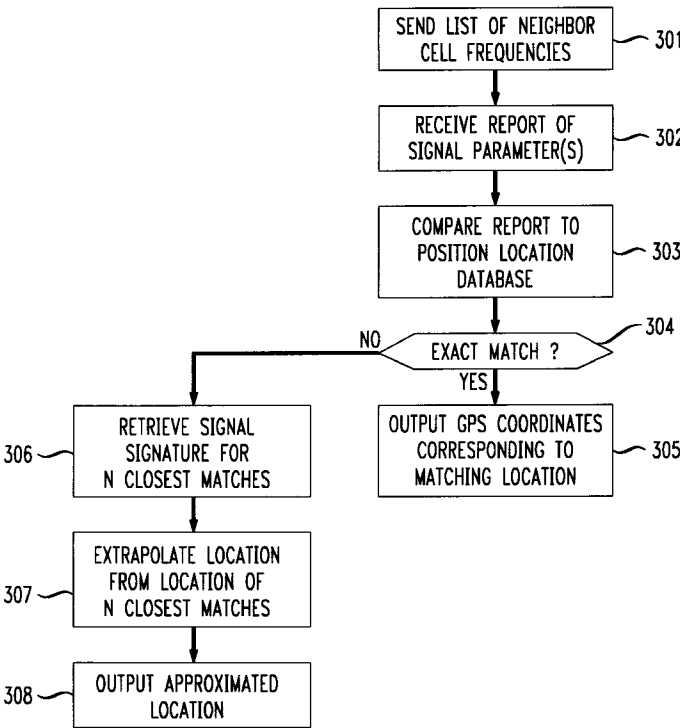 SEND LIST OF NEIGHBOR
CELL FREQUENCIES
301
RECEIVE REPORT OF
SIGNAL PARAMETER(S)
302
COMPARE REPORT TO
POSITION LOCATION
DATABASE
303
304
NO
EXACT MATCH ?
YES
306
RETRIEVE SIGNAL
SIGNATURE FOR
N CLOSEST MATCHES
OUTPUT GPS COORDINATES
CORRESPONDING TO
MATCHING LOCATION
305
307
EXTRAPOLATE LOCATION
FROM LOCATION OF
N CLOSEST MATCHES
308
OUTPUT APPROXIMATED
LOCATION